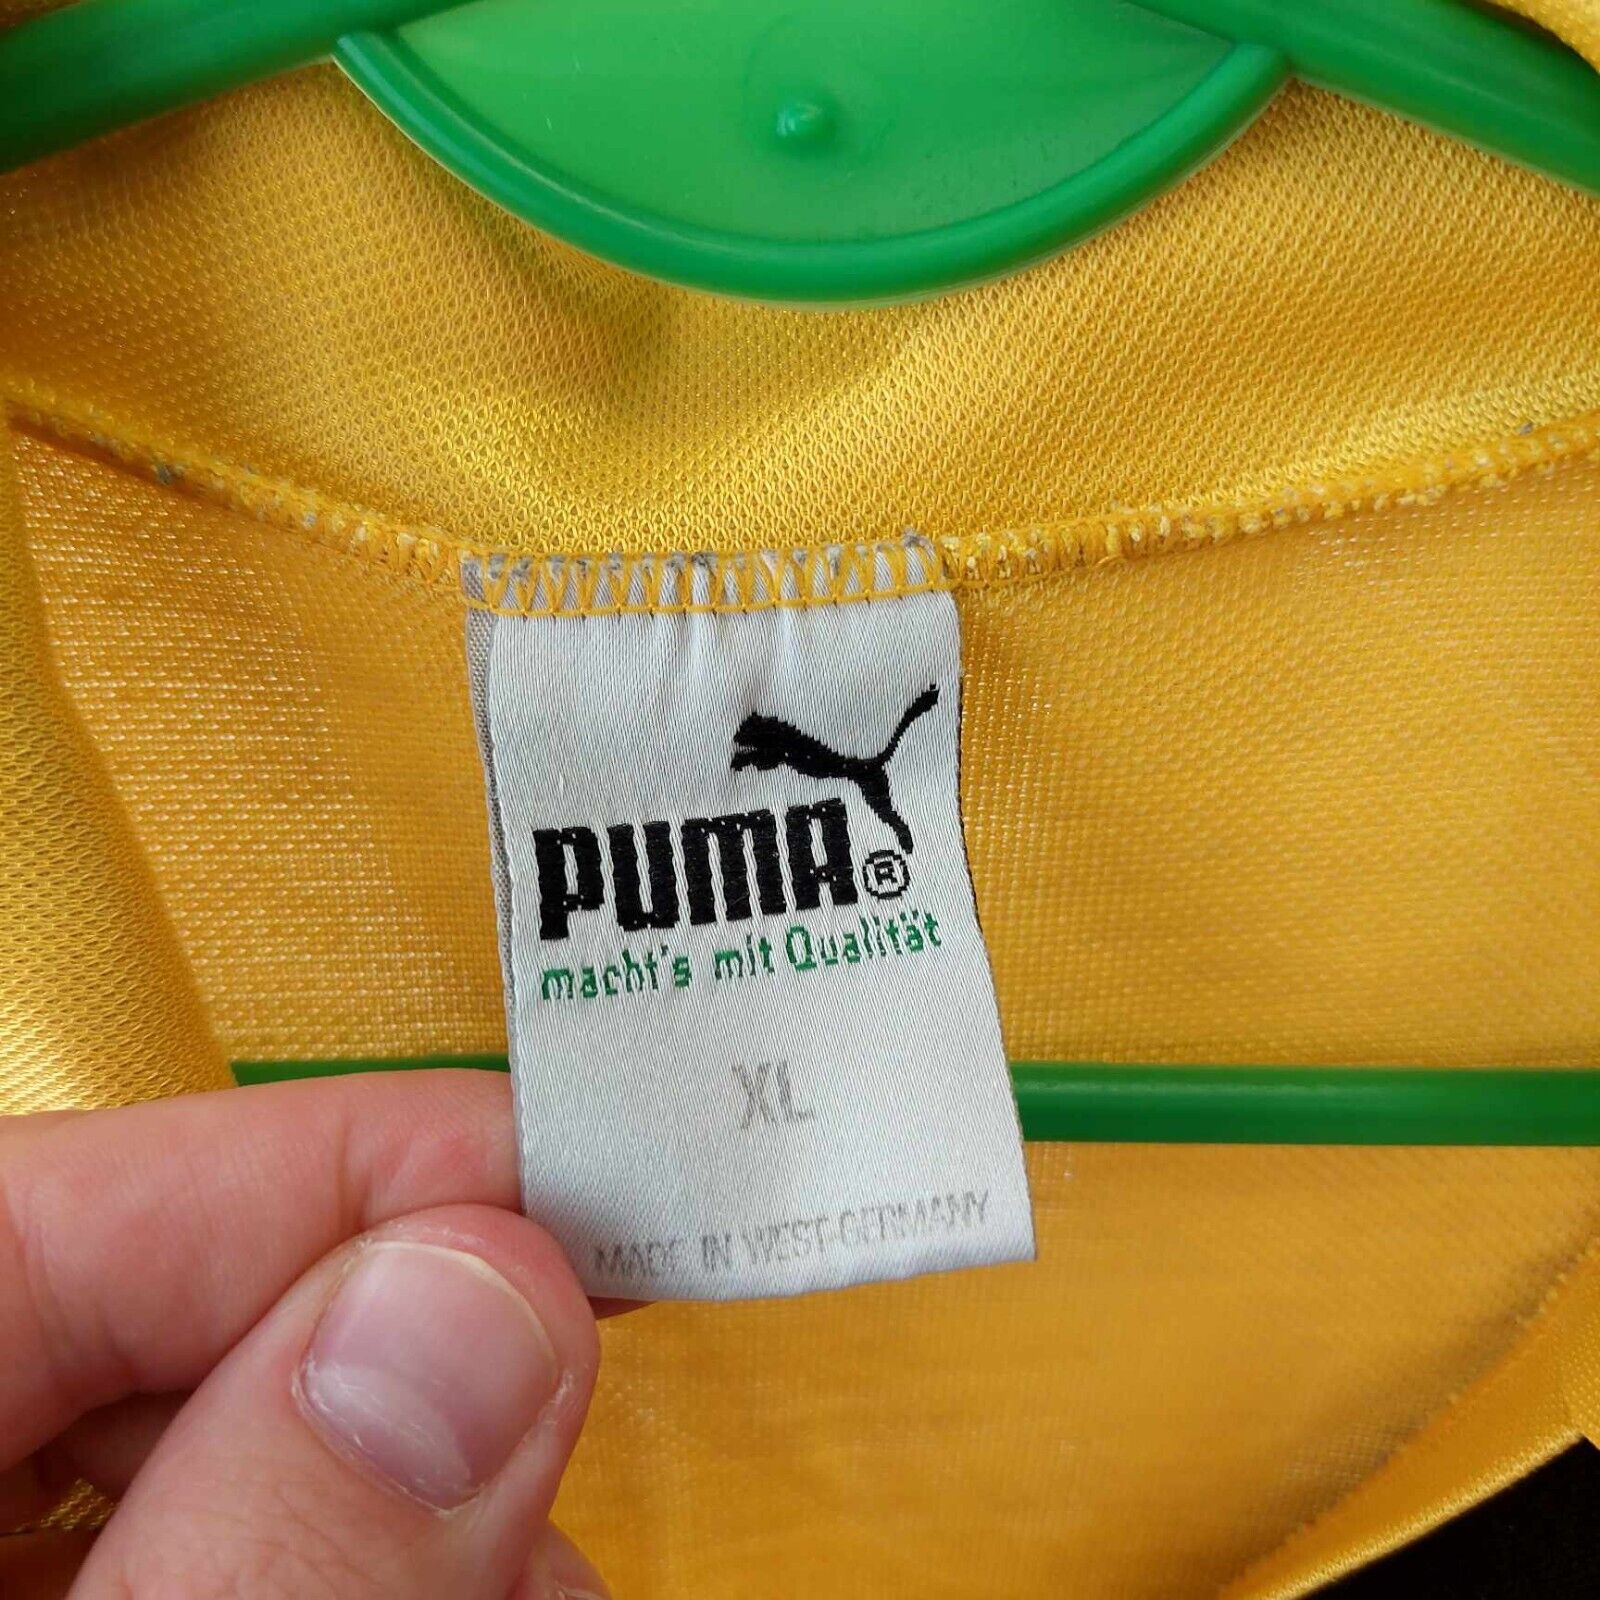 PUMA®
macht's mit Qualität
XL
MADE IN WEST-GERMANY